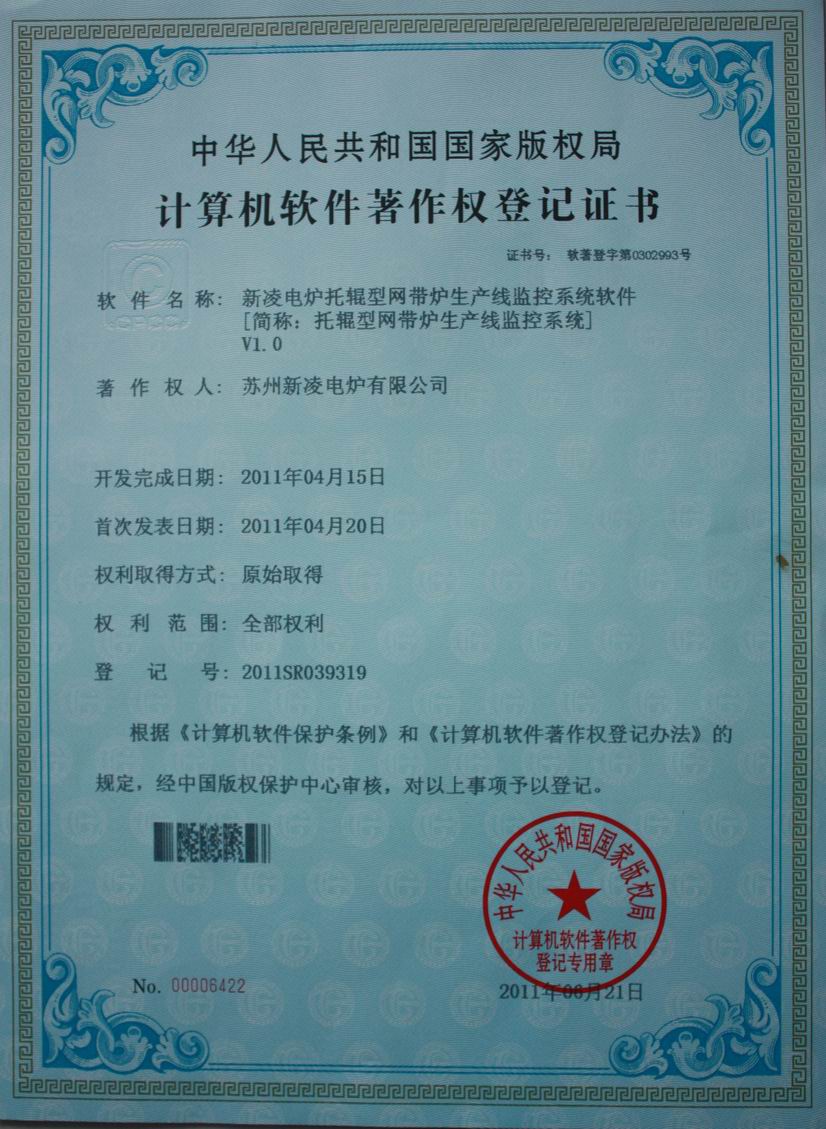 中华人民共和国国家版权局
计算机软件著作权登记证书
证书号： 软著登字第0302993号
软件名称： 新凌电炉托辊型网带炉生产线监控系统软件
[简称：托辊型网带炉生产线监控系统]
V1.0
著作权人： 苏州新凌电炉有限公司
开发完成日期： 2011年04月15日
首次发表日期： 2011年04月20日
权利取得方式： 原始取得
权利范围： 全部权利
登记号： 2011SR039319
根据《计算机软件保护条例》和《计算机软件著作权登记办法》的
规定，经中国版权保护中心审核，对以上事项予以登记。
中华人民共和国国家版权局
计算机软件著作权
登记专用章
No. 00006422
2011年06月21日